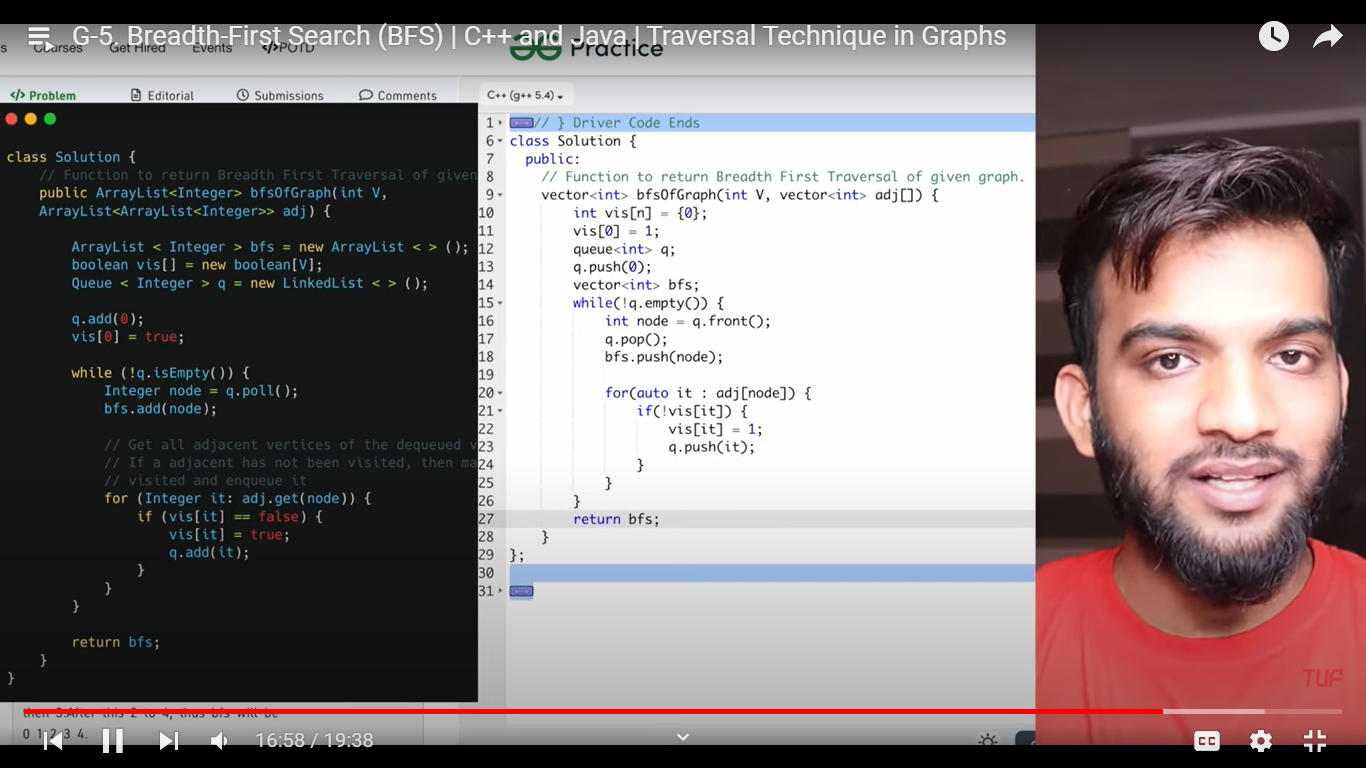 G-5. Breadth-First Search (BFS) | C++ and Java | Traversal Technique in Graphs
s Courses Get Hired Events </>POTD
Practice
</> Problem Editorial Submissions Comments
class Solution {
// Function to return Breadth First Traversal of given
public ArrayList<Integer> bfsOfGraph(int V,
ArrayList<ArrayList<Integer>> adj) {
ArrayList < Integer > bfs = new ArrayList < > ();
boolean vis[] = new boolean[V];
Queue < Integer > q = new LinkedList < > ();
q.add(0);
vis[0] = true;
while (!q.isEmpty()) {
Integer node = q.poll();
bfs.add(node);
// Get all adjacent vertices of the dequeued v
// If a adjacent has not been visited, then ma
// visited and enqueue it
for (Integer it: adj.get(node)) {
if (vis[it] == false) {
vis[it] = true;
q.add(it);
}
}
}
return bfs;
}
}
then 3.After this 2 to 4, thus bfs will be
0 1 2 3 4.
C++ (g++ 5.4)
1 // } Driver Code Ends
6 class Solution {
7 public:
8 // Function to return Breadth First Traversal of given graph.
9 vector<int> bfsOfGraph(int V, vector<int> adj[]) {
10 int vis[n] = {0};
11 vis[0] = 1;
12 queue<int> q;
13 q.push(0);
14 vector<int> bfs;
15 while(!q.empty()) {
16 int node = q.front();
17 q.pop();
18 bfs.push(node);
19
20 for(auto it : adj[node]) {
21 if(!vis[it]) {
22 vis[it] = 1;
23 q.push(it);
24 }
25 }
26 }
27 return bfs;
28 }
29 };
30
31
TUF
16:58 / 19:38
CC